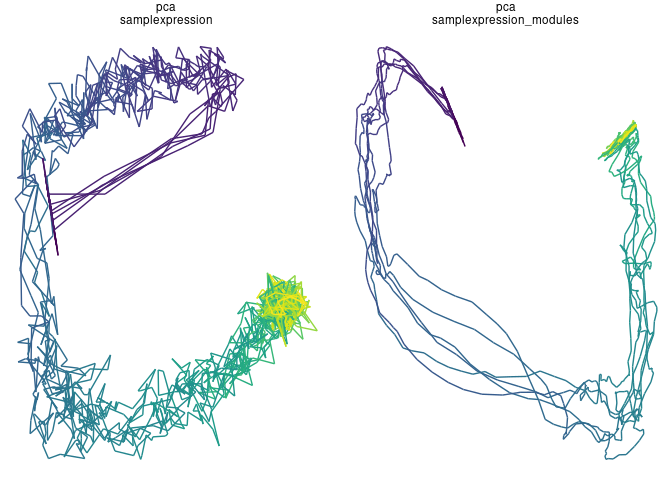 pca
samplexpression
pca
samplexpression_modules